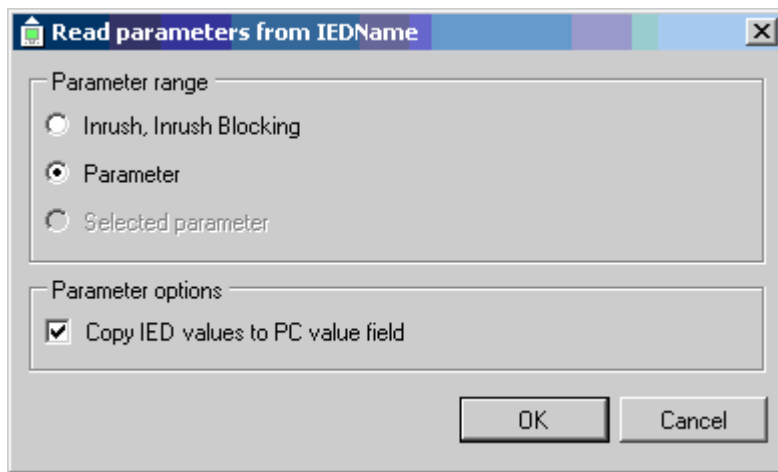 Read parameters from IEDName
Parameter range
Inrush, Inrush Blocking
Parameter
Selected parameter
Parameter options
Copy IED values to PC value field
OK
Cancel